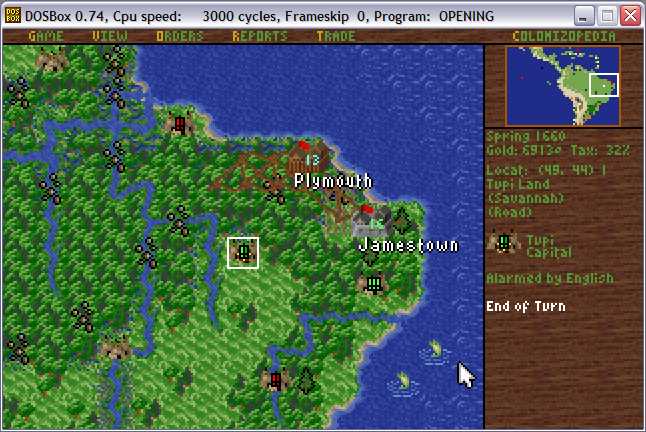 DOSBox 0.74, Cpu speed: 3000 cycles, Frameskip 0, Program: OPENING
GAME VIEW ORDERS REPORTS TRADE COLONIZOPEDIA
Spring 1660
Gold: 6913 Tax: 32%
Locat: (49, 44) 1
Tupi Land
(Savannah)
(Road)
Tupi
Capital
Alarmed by English
End of Turn
13
Plymouth
Jamestown